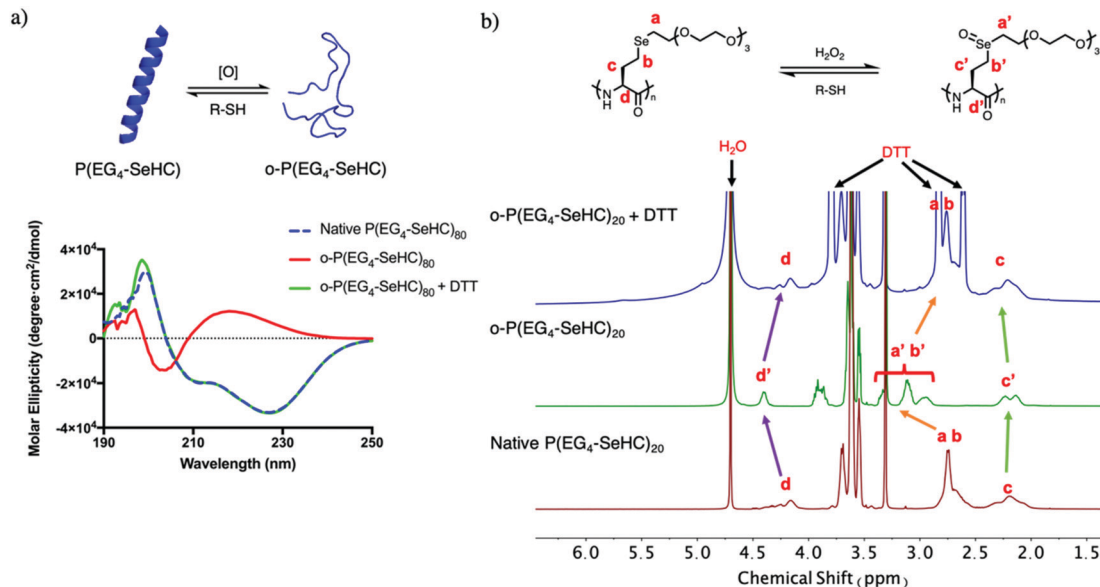 a)
[O]
R-SH
P(EG₄-SeHC)
o-P(EG₄-SeHC)
Native P(EG₄-SeHC)₈₀
o-P(EG₄-SeHC)₈₀
o-P(EG₄-SeHC)₈₀ + DTT
Molar Ellipticity (degree·cm²/dmol)
4×10⁴
2×10⁴
0
-2×10⁴
-4×10⁴
190
210
230
250
Wavelength (nm)
b)
a
Se
O
O
3
c
b
N
H
d
O
n
H₂O₂
R-SH
a'
O
Se
O
O
3
c'
b'
N
H
d'
O
n
H₂O
DTT
o-P(EG₄-SeHC)₂₀ + DTT
d
a b
c
o-P(EG₄-SeHC)₂₀
d'
a' b'
c'
Native P(EG₄-SeHC)₂₀
d
a b
c
6.0 5.5 5.0 4.5 4.0 3.5 3.0 2.5 2.0 1.5
Chemical Shift (ppm)